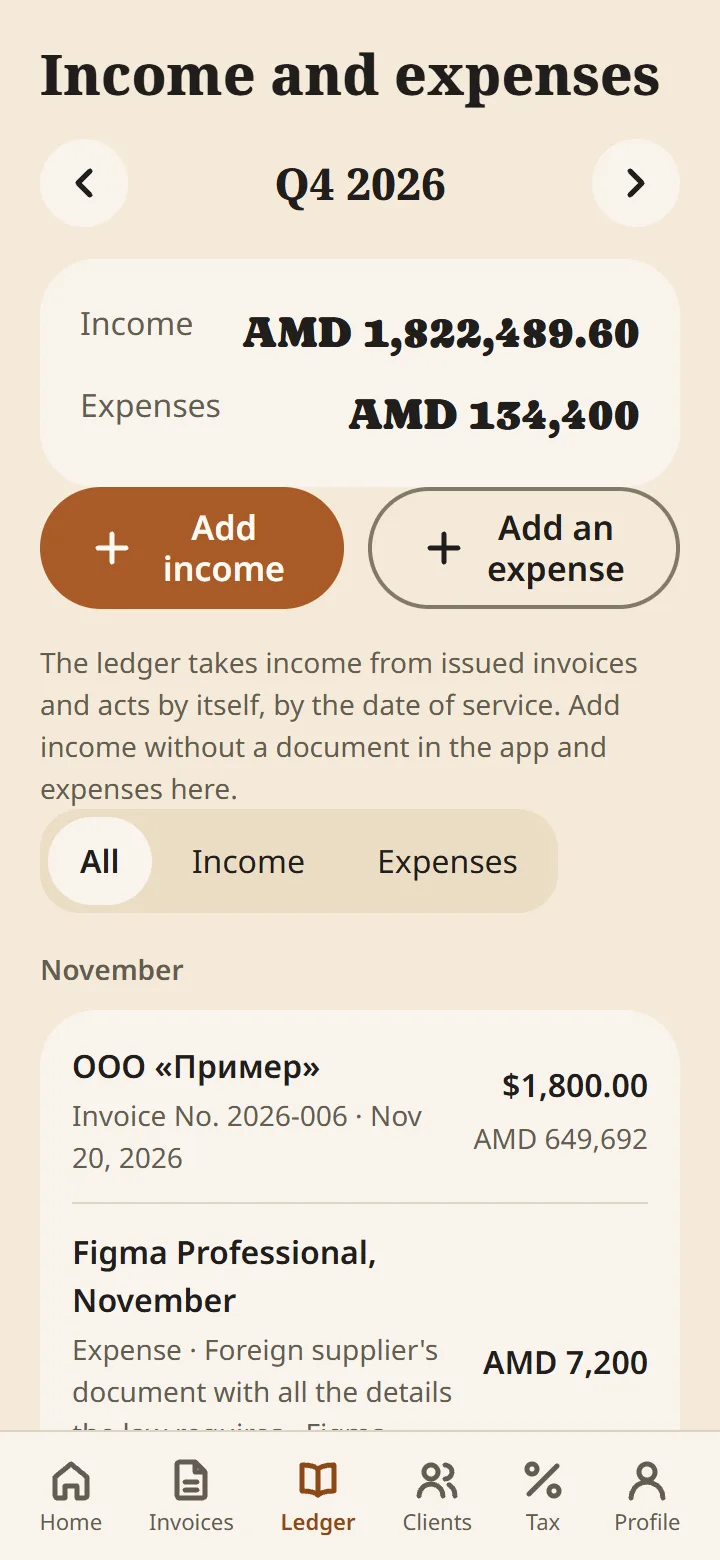 Income and expenses
Q4 2026
Income AMD 1,822,489.60
Expenses AMD 134,400
Add
income
Add an
expense
The ledger takes income from issued invoices
and acts by itself, by the date of service. Add
income without a document in the app and
expenses here.
All Income Expenses
November
ООО «Пример»
Invoice No. 2026-006 · Nov
20, 2026
$1,800.00
AMD 649,692
Figma Professional,
November
Expense · Foreign supplier's
document with all the details
AMD 7,200
Home Invoices Ledger Clients Tax Profile